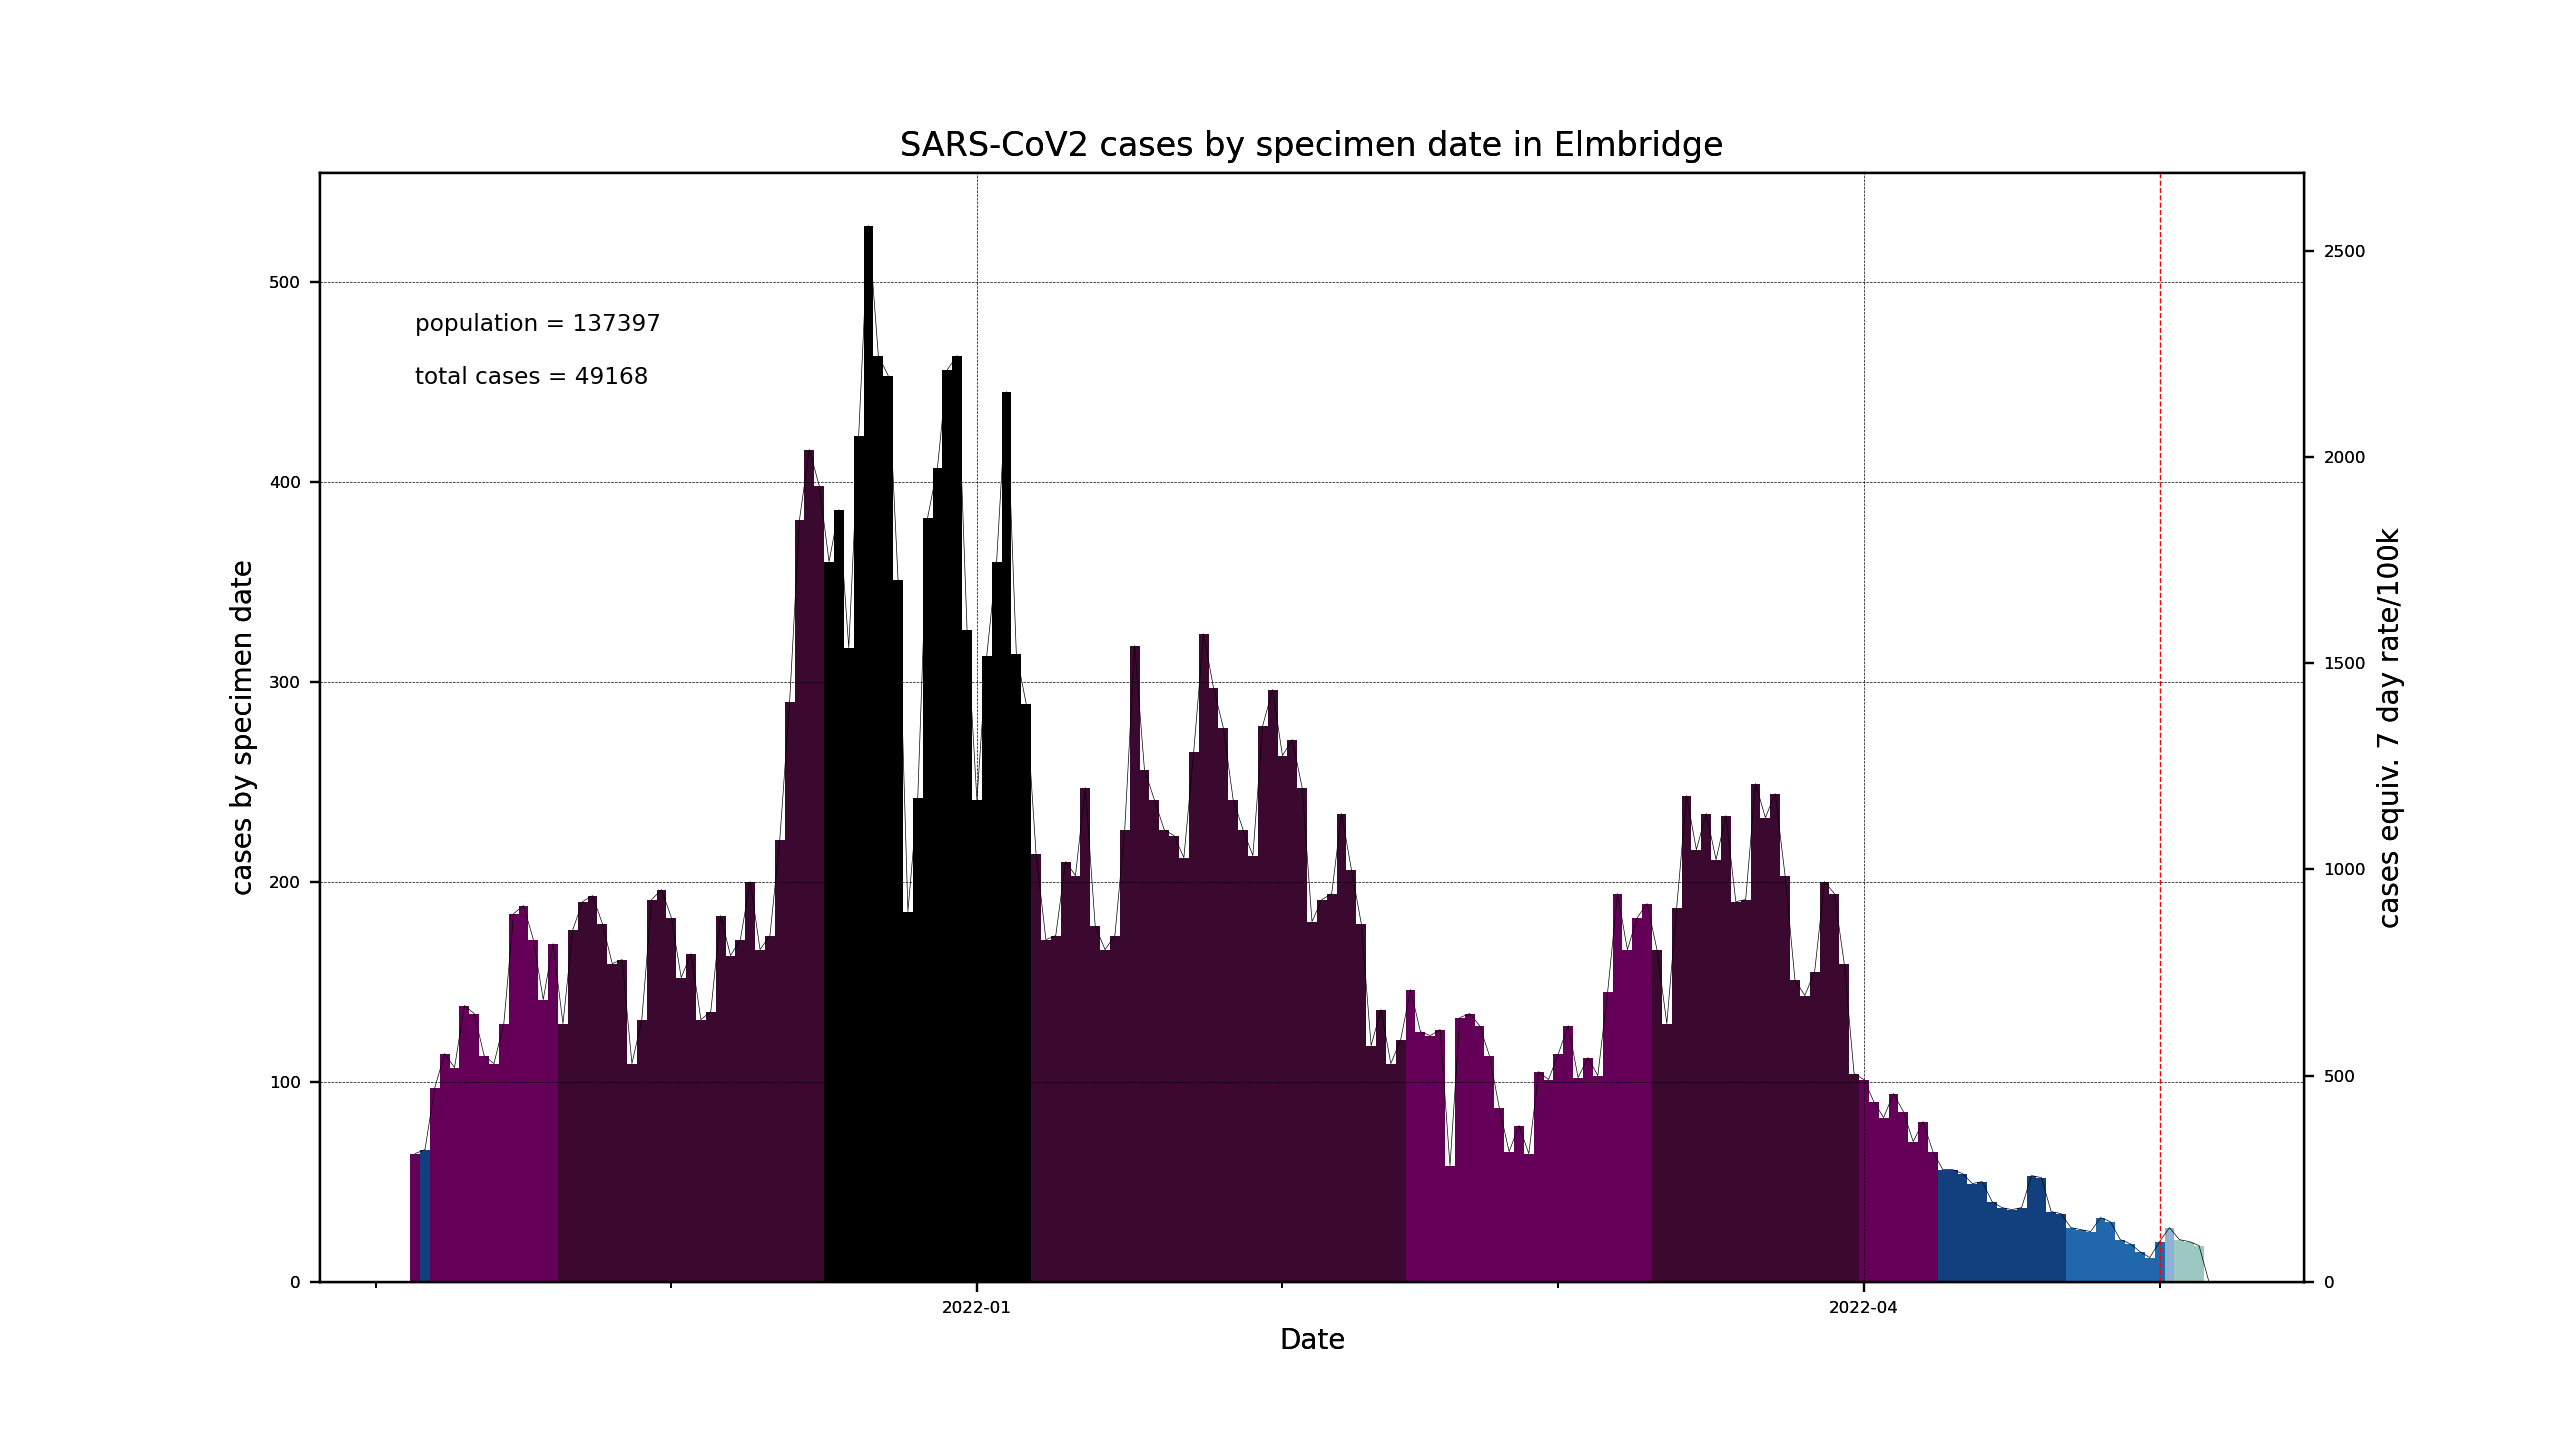 SARS-CoV2 cases by specimen date in Elmbridge
population = 137397
total cases = 49168
cases by specimen date
500
400
300
200
100
0
2500
2000
1500
1000
500
0
cases equiv. 7 day rate/100k
2022-01
2022-04
Date